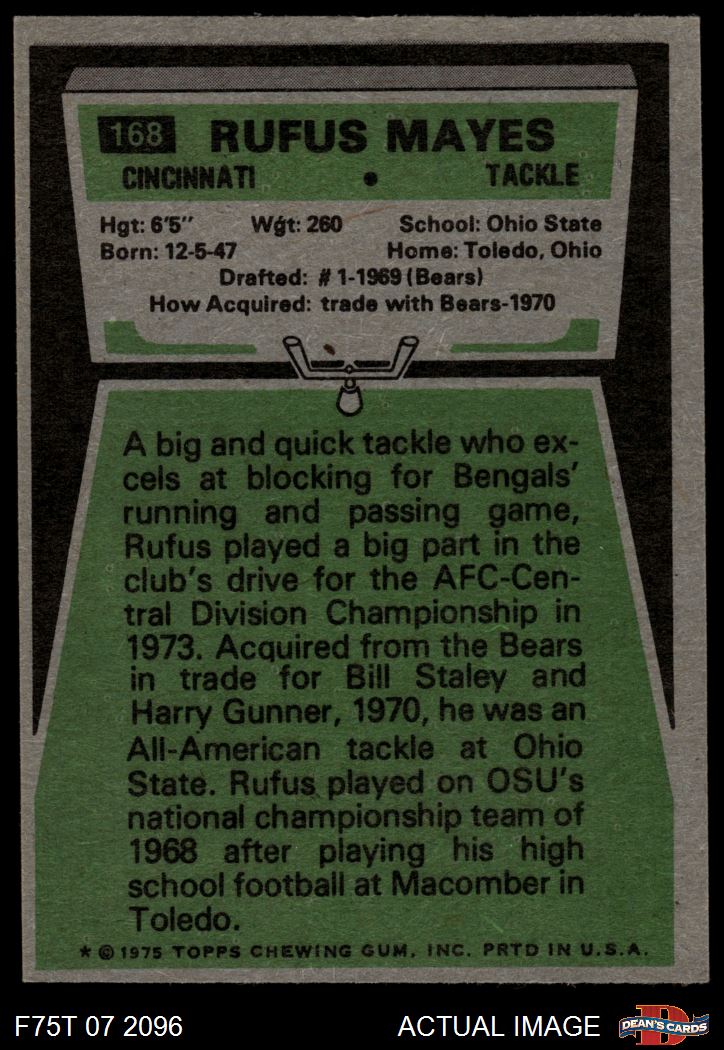 168 RUFUS MAYES
CINCINNATI • TACKLE
Hgt: 6'5" Wgt: 260 School: Ohio State
Born: 12-5-47 Home: Toledo, Ohio
Drafted: # 1-1969 (Bears)
How Acquired: trade with Bears-1970
A big and quick tackle who ex-
cels at blocking for Bengals'
running and passing game,
Rufus played a big part in the
club's drive for the AFC-Cen-
tral Division Championship in
1973. Acquired from the Bears
in trade for Bill Staley and
Harry Gunner, 1970, he was an
All-American tackle at Ohio
State. Rufus played on OSU's
national championship team of
1968 after playing his high
school football at Macomber in
Toledo.
* © 1975 TOPPS CHEWING GUM, INC. PRTD IN U.S.A.
F75T 07 2096 ACTUAL IMAGE D DEAN'S CARDS